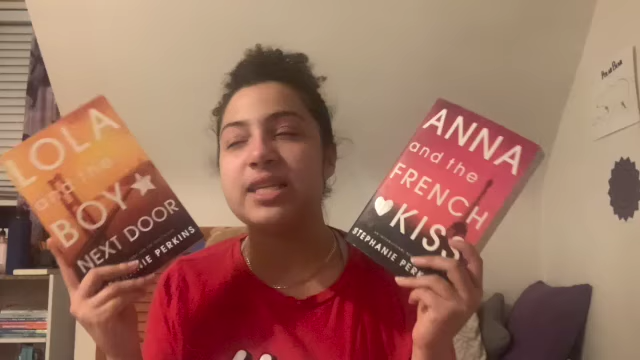 LOLA
and the
BOY
NEXT DOOR
PERKINS
ANNA
and the
FRENCH
KISS
STEPHANIE